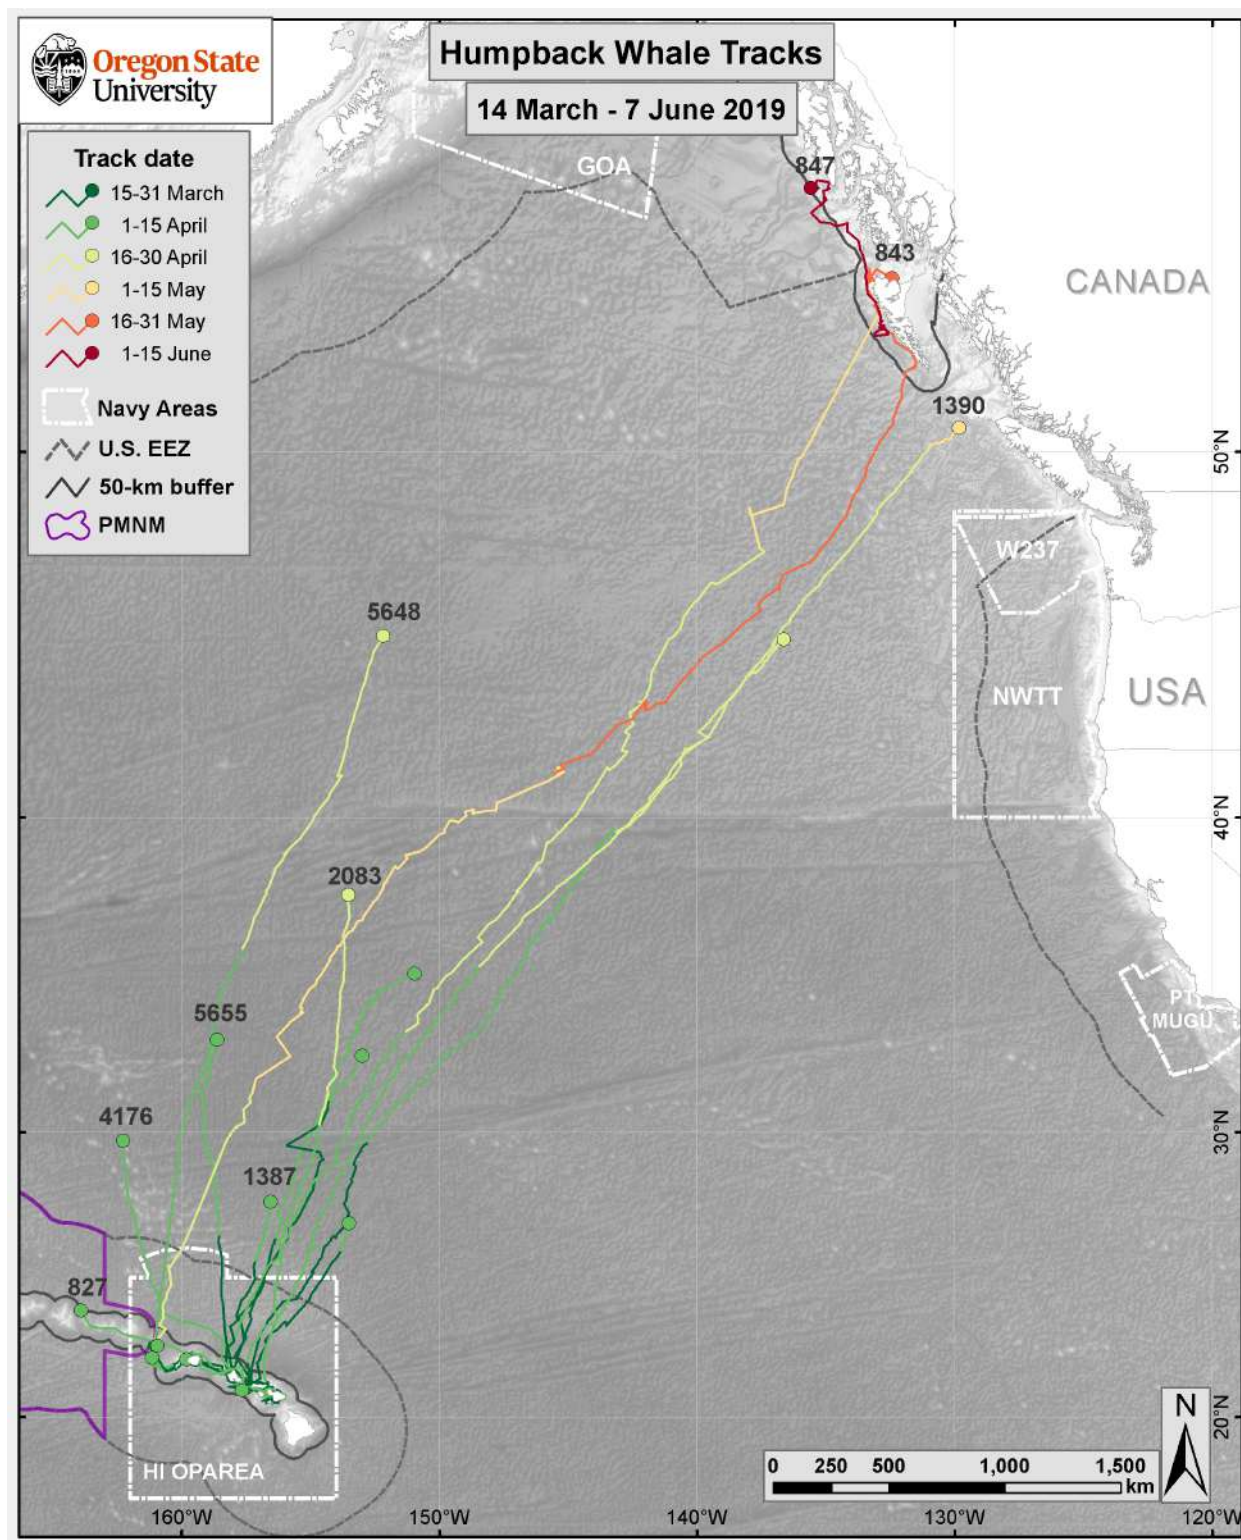 Oregon State
University
Humpback Whale Tracks
14 March - 7 June 2019
Track date
15-31 March
1-15 April
16-30 April
1-15 May
16-31 May
1-15 June
Navy Areas
U.S. EEZ
50-km buffer
PMNM
GOA
847
843
CANADA
1390
50°N
W237
5648
NWTT
USA
40°N
2083
5655
PT
MUGU
4176
30°N
1387
827
HI OPAREA
20°N
N
0 250 500 1,000 1,500
km
160°W 150°W 140°W 130°W 120°W